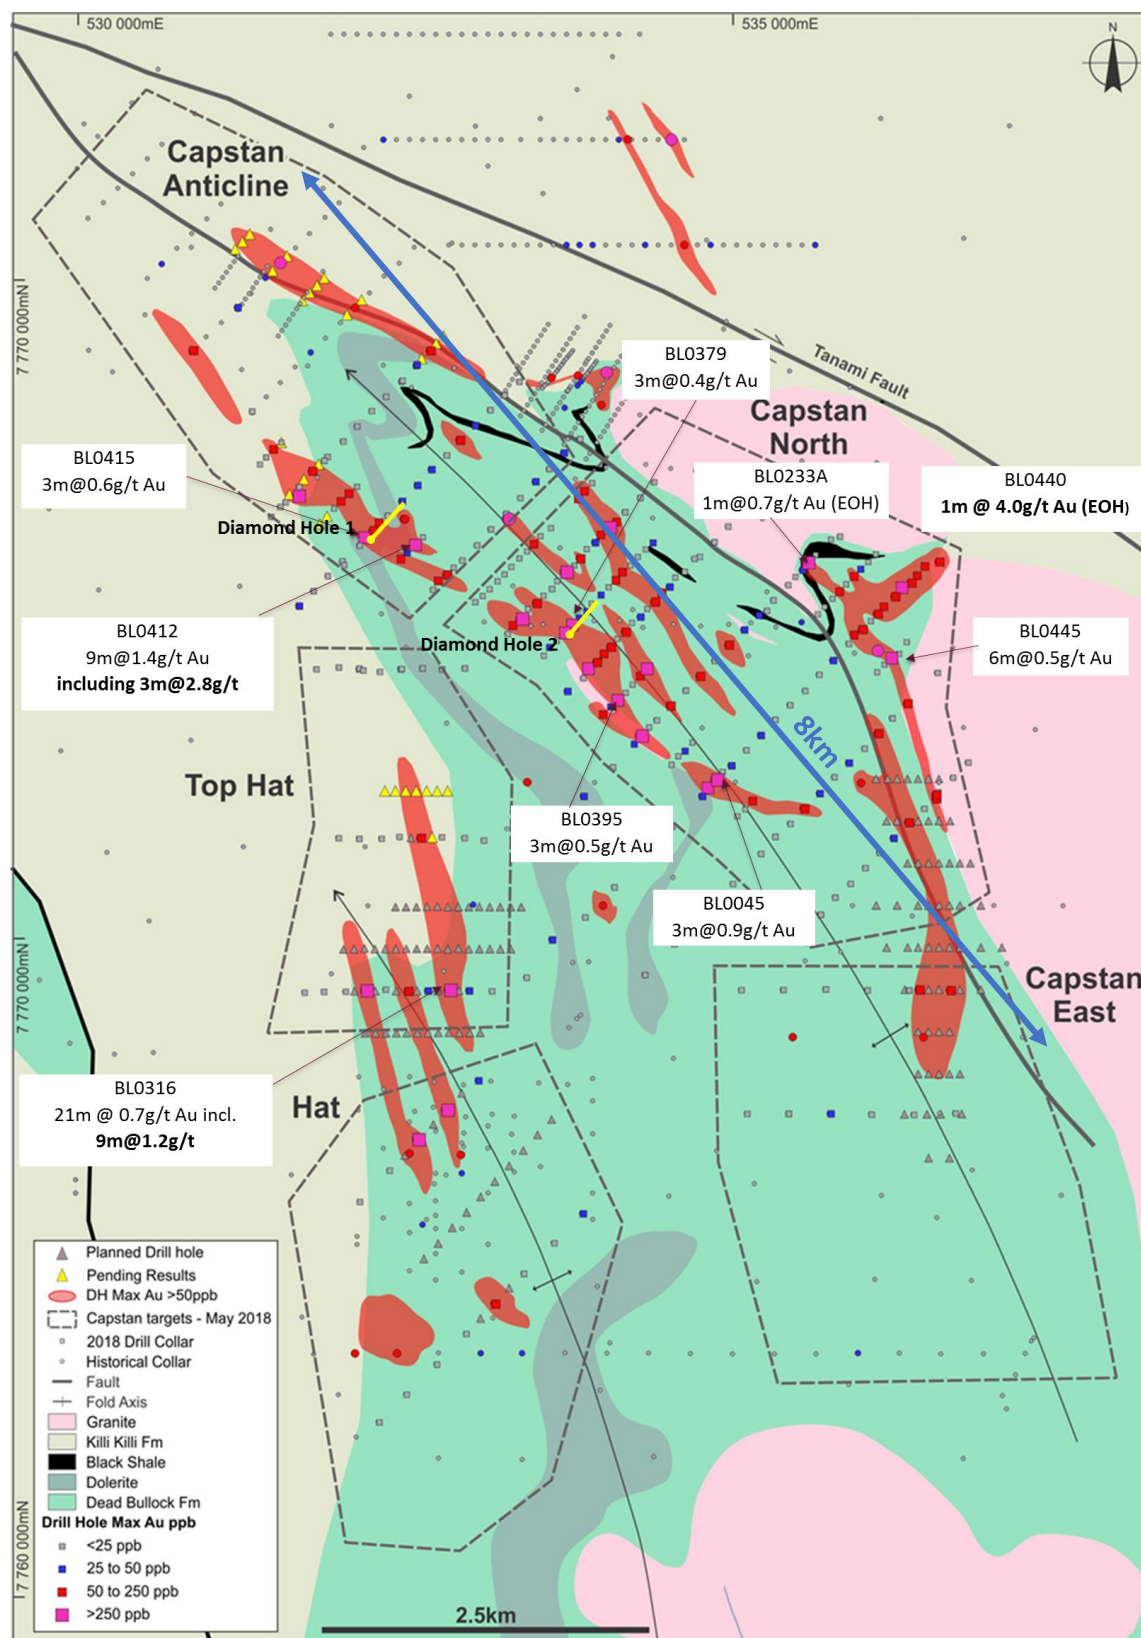 530 000mE
535 000mE
N
Capstan
Anticline
7 770 000mN
Tanami Fault
BL0379
3m@0.4g/t Au
Capstan
North
BL0415
3m@0.6g/t Au
BL0233A
1m@0.7g/t Au (EOH)
BL0440
1m @ 4.0g/t Au (EOH)
Diamond Hole 1
BL0412
9m@1.4g/t Au
including 3m@2.8g/t
Diamond Hole 2
BL0445
6m@0.5g/t Au
8km
Top Hat
BL0395
3m@0.5g/t Au
BL0045
3m@0.9g/t Au
7 770 000mN
Capstan
East
BL0316
21m @ 0.7g/t Au incl.
9m@1.2g/t
Hat
Planned Drill hole
Pending Results
DH Max Au >50ppb
Capstan targets - May 2018
2018 Drill Collar
Historical Collar
Fault
Fold Axis
Granite
Killi Killi Fm
Black Shale
Dolerite
Dead Bullock Fm
Drill Hole Max Au ppb
<25 ppb
25 to 50 ppb
50 to 250 ppb
>250 ppb
7 760 000mN
2.5km